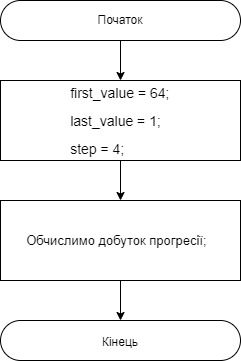 Початок
first_value = 64;
last_value = 1;
step = 4;
Обчислимо добуток прогресії;
Кінець